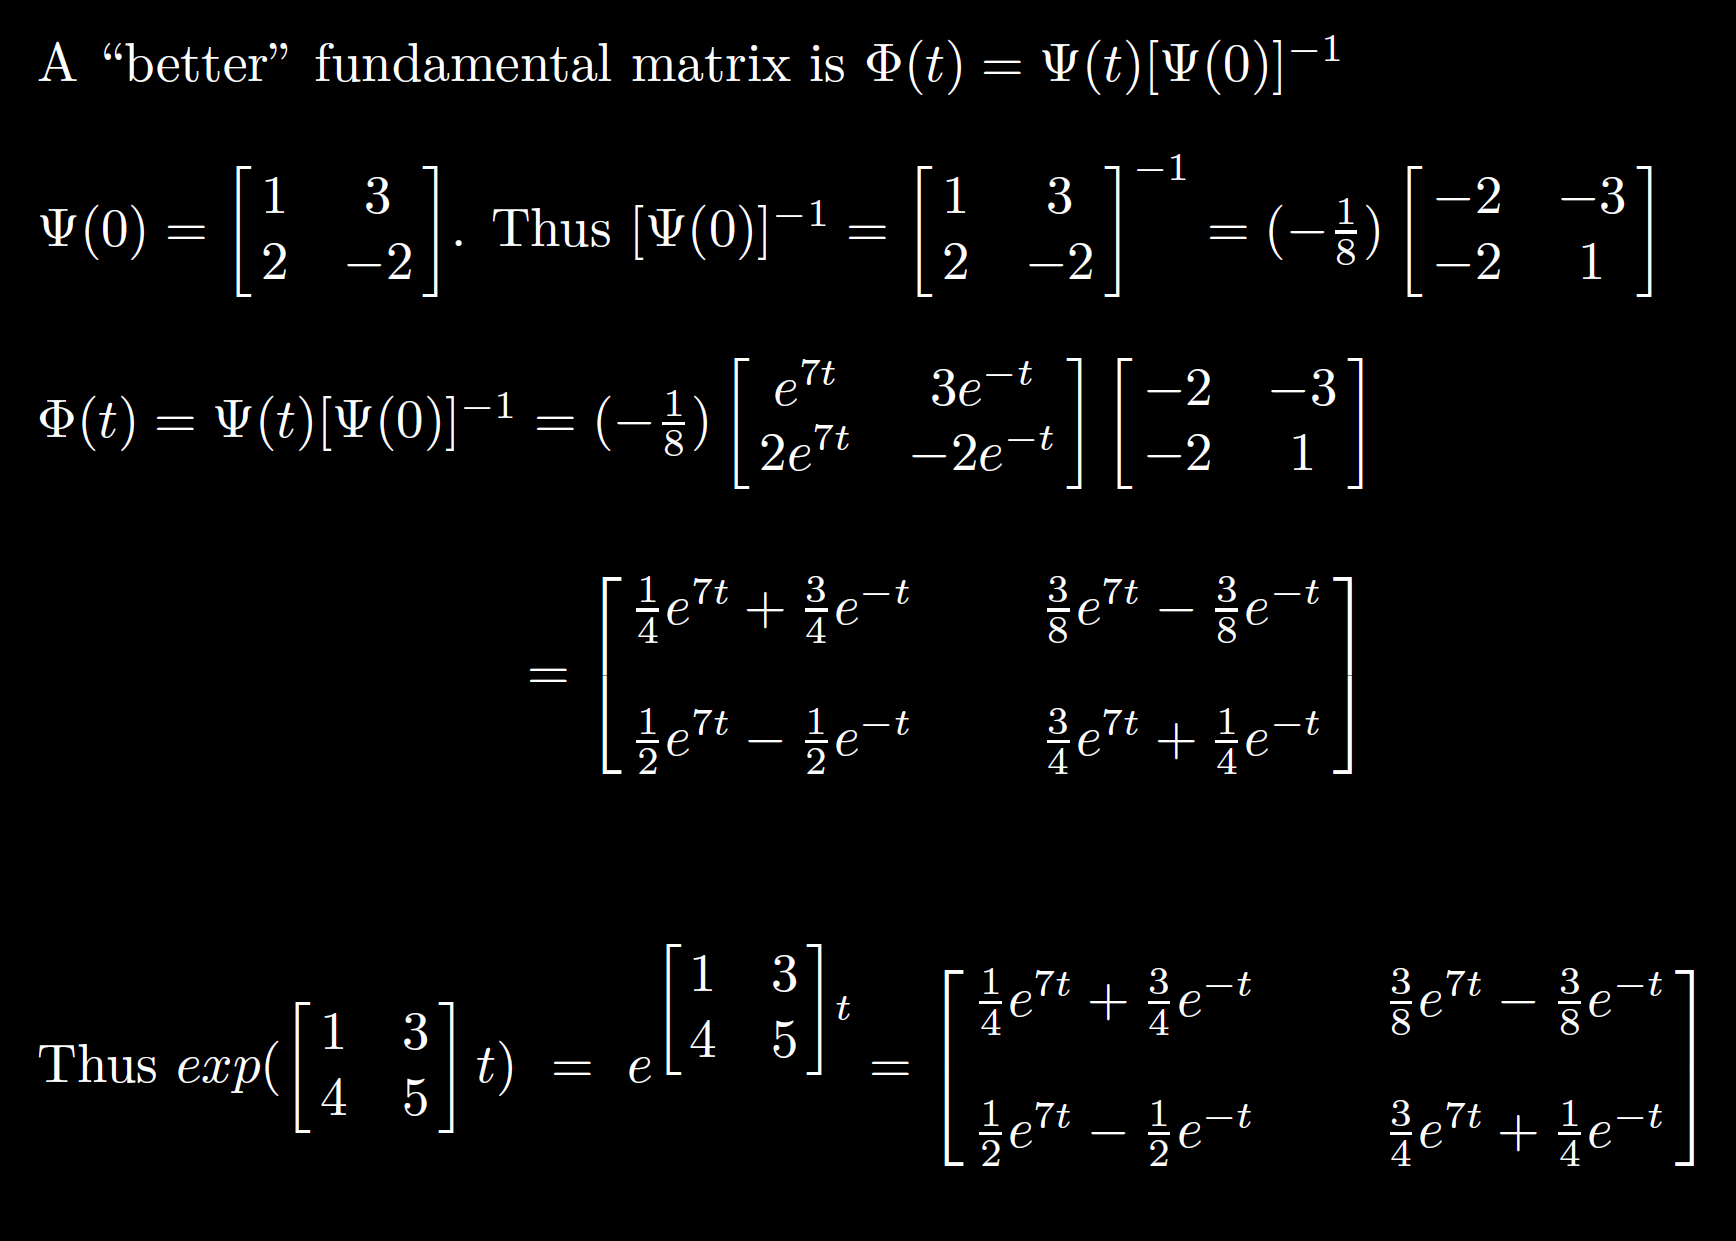 A “better” fundamental matrix is Φ(t) = Ψ(t)[Ψ(0)]⁻¹
Ψ(0) = [1 3; 2 −2]. Thus [Ψ(0)]⁻¹ = [1 3; 2 −2]⁻¹ = (−1/8) [−2 −3; −2 1]
Φ(t) = Ψ(t)[Ψ(0)]⁻¹ = (−1/8) [e^{7t} 3e^{−t}; 2e^{7t} −2e^{−t}] [−2 −3; −2 1]
= [1/4 e^{7t} + 3/4 e^{−t} 3/8 e^{7t} − 3/8 e^{−t}; 1/2 e^{7t} − 1/2 e^{−t} 3/4 e^{7t} + 1/4 e^{−t}]
Thus exp([1 3; 4 5] t) = e^{[1 3; 4 5] t} = [1/4 e^{7t} + 3/4 e^{−t} 3/8 e^{7t} − 3/8 e^{−t}; 1/2 e^{7t} − 1/2 e^{−t} 3/4 e^{7t} + 1/4 e^{−t}]